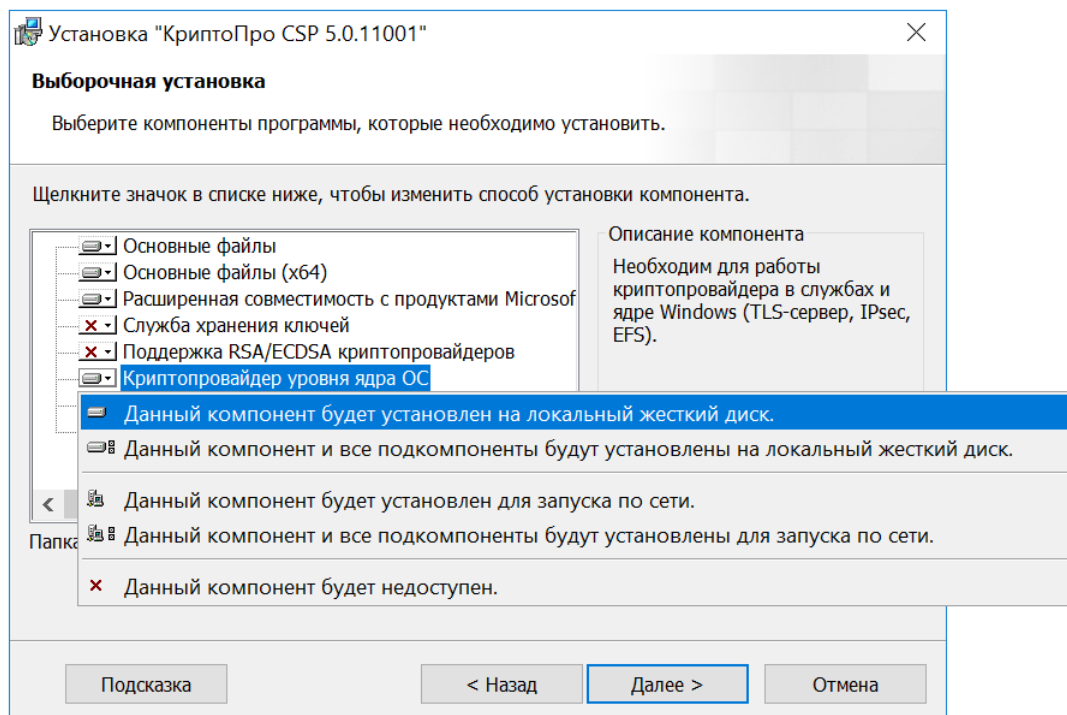 Установка "КриптоПро CSP 5.0.11001"
Выборочная установка
Выберите компоненты программы, которые необходимо установить.
Щелкните значок в списке ниже, чтобы изменить способ установки компонента.
Основные файлы
Основные файлы (x64)
Расширенная совместимость с продуктами Microsof
Служба хранения ключей
Поддержка RSA/ECDSA криптопровайдеров
Криптопровайдер уровня ядра ОС
Описание компонента
Необходим для работы
криптопровайдера в службах и
ядре Windows (TLS-сервер, IPsec,
EFS).
Данный компонент будет установлен на локальный жесткий диск.
Данный компонент и все подкомпоненты будут установлены на локальный жесткий диск.
Данный компонент будет установлен для запуска по сети.
Данный компонент и все подкомпоненты будут установлены для запуска по сети.
Данный компонент будет недоступен.
Папка
Подсказка
< Назад
Далее >
Отмена